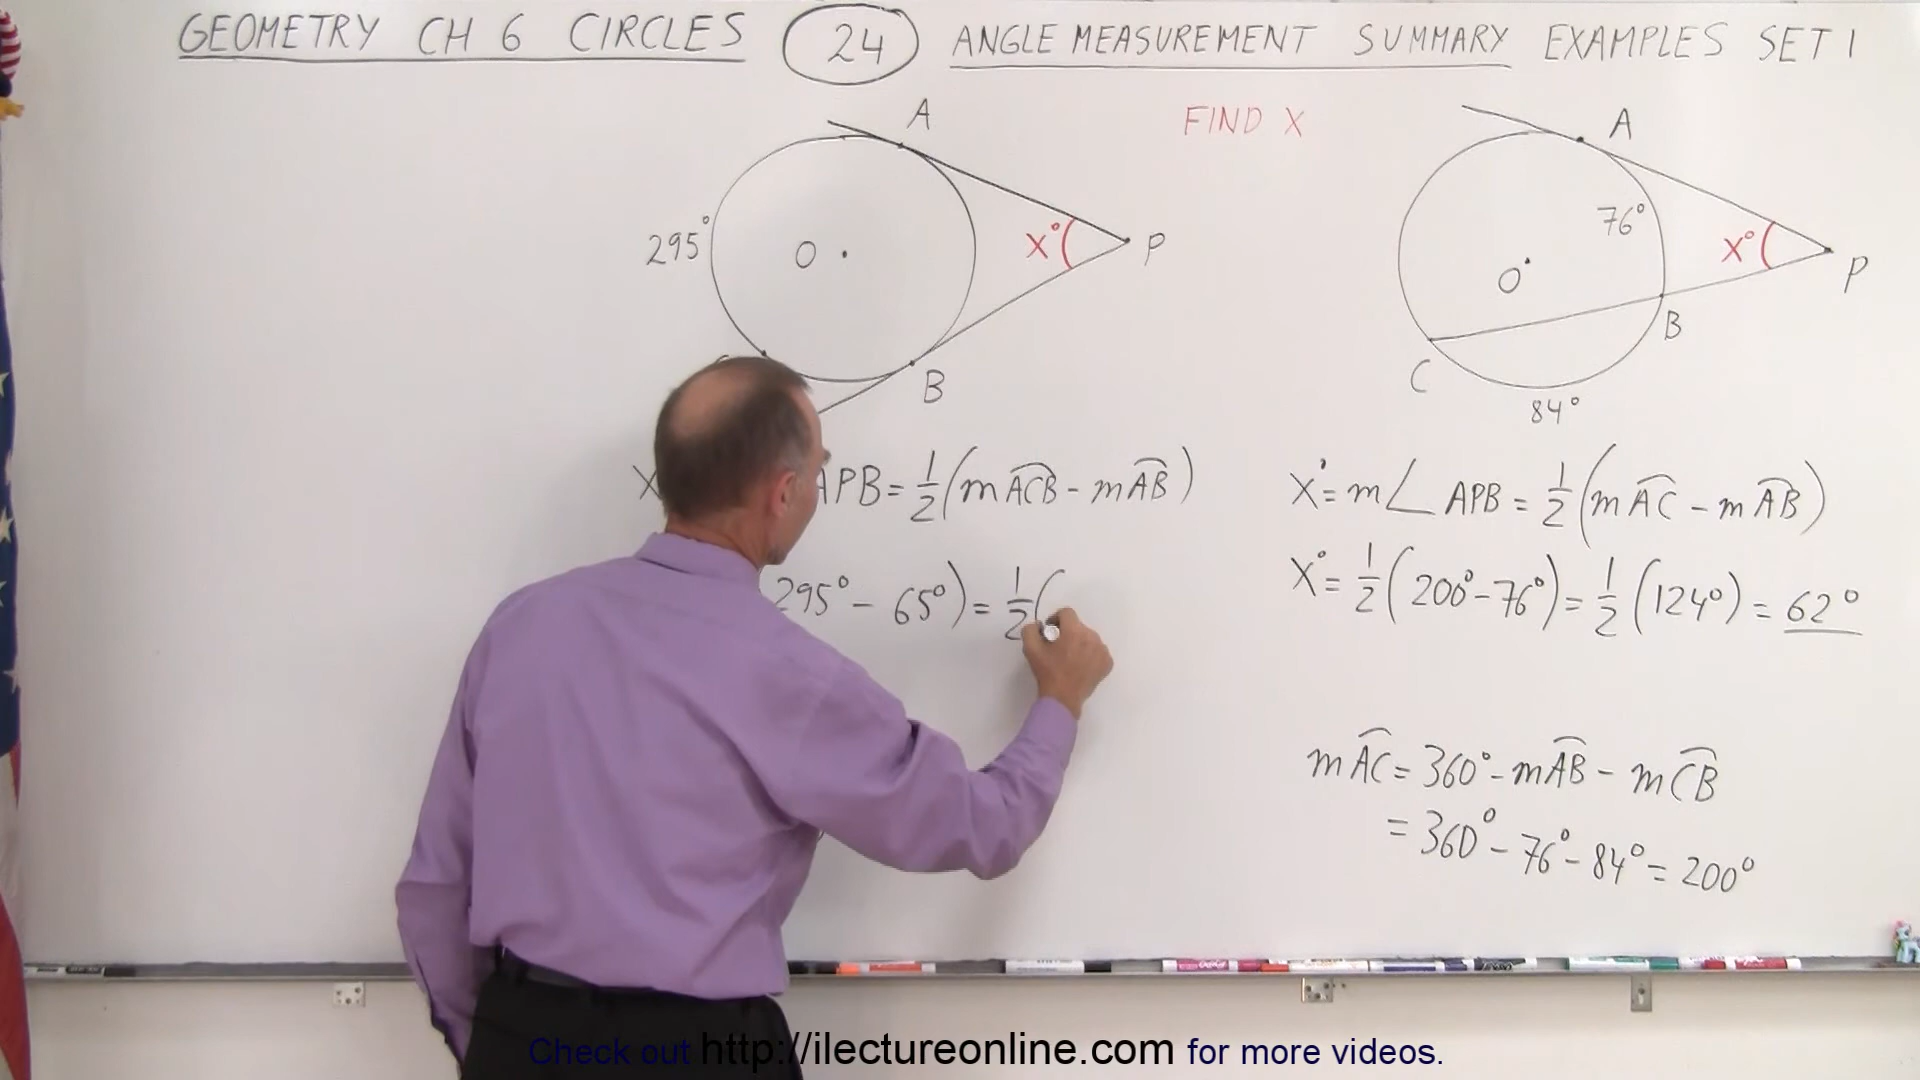 GEOMETRY CH 6 CIRCLES 24 ANGLE MEASUREMENT SUMMARY EXAMPLES SET 1
FIND X
A
295°
O
X°
P
B
A
76°
O
X°
P
B
C
84°
X APB = 1/2 (mACB - mAB)
295° - 65°) = 1/2 (
X° = m∠APB = 1/2 (mAC - mAB)
X° = 1/2 (200° - 76°) = 1/2 (124°) = 62°
mAC = 360° - mAB - mCB
= 360° - 76° - 84° = 200°
Check out http://ilectureonline.com for more videos.